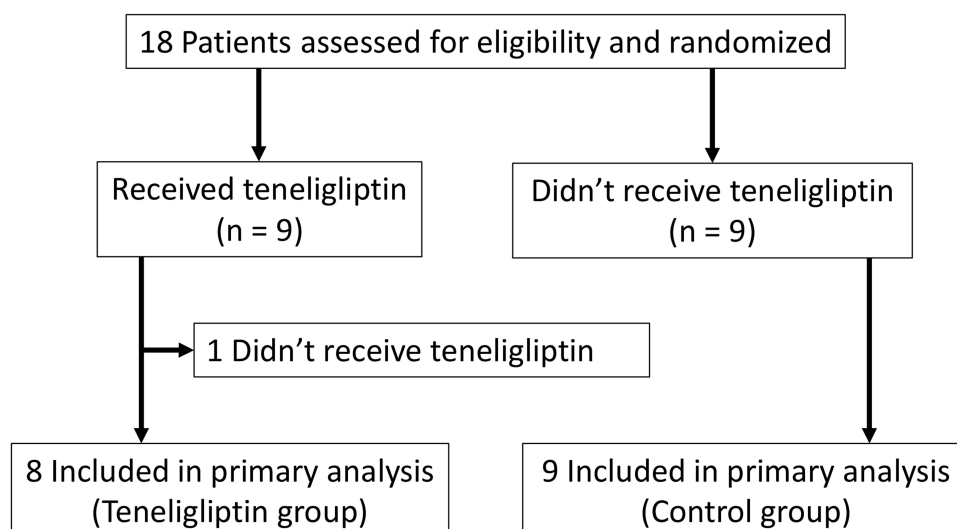 18 Patients assessed for eligibility and randomized
Received teneligliptin
(n = 9)
Didn’t receive teneligliptin
(n = 9)
1 Didn’t receive teneligliptin
8 Included in primary analysis
(Teneligliptin group)
9 Included in primary analysis
(Control group)